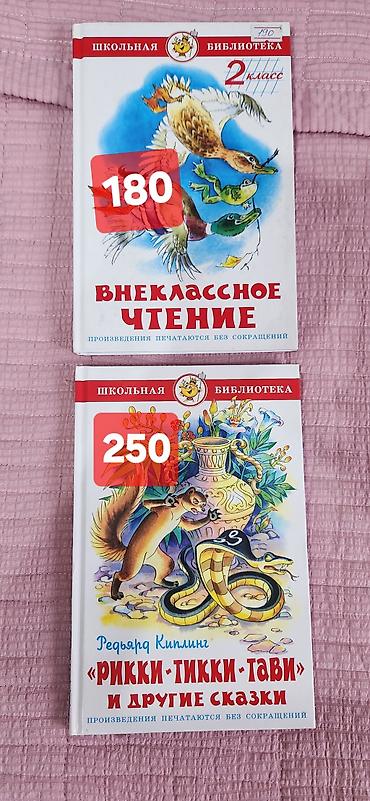 ШКОЛЬНАЯ БИБЛИОТЕКА
190
2 класс
180
ВНЕКЛАССНОЕ
ЧТЕНИЕ
ПРОИЗВЕДЕНИЯ ПЕЧАТАЮТСЯ БЕЗ СОКРАЩЕНИЙ
ШКОЛЬНАЯ БИБЛИОТЕКА
250
Редьярд Киплинг
«РИККИ-ТИККИ-ТАВИ»
И ДРУГИЕ СКАЗКИ
ПРОИЗВЕДЕНИЯ ПЕЧАТАЮТСЯ БЕЗ СОКРАЩЕНИЙ